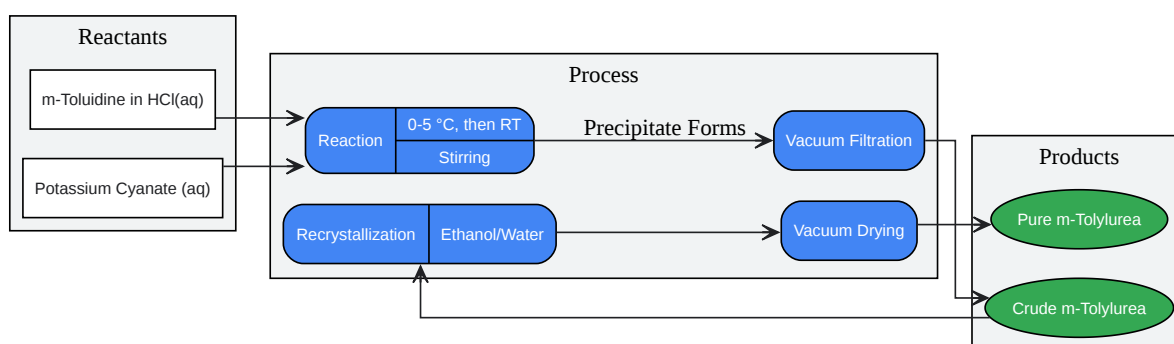 Reactants
m-Toluidine in HCl(aq)
Potassium Cyanate (aq)
Process
Reaction
0-5 °C, then RT
Stirring
Precipitate Forms
Vacuum Filtration
Recrystallization
Ethanol/Water
Vacuum Drying
Products
Pure m-Tolylurea
Crude m-Tolylurea